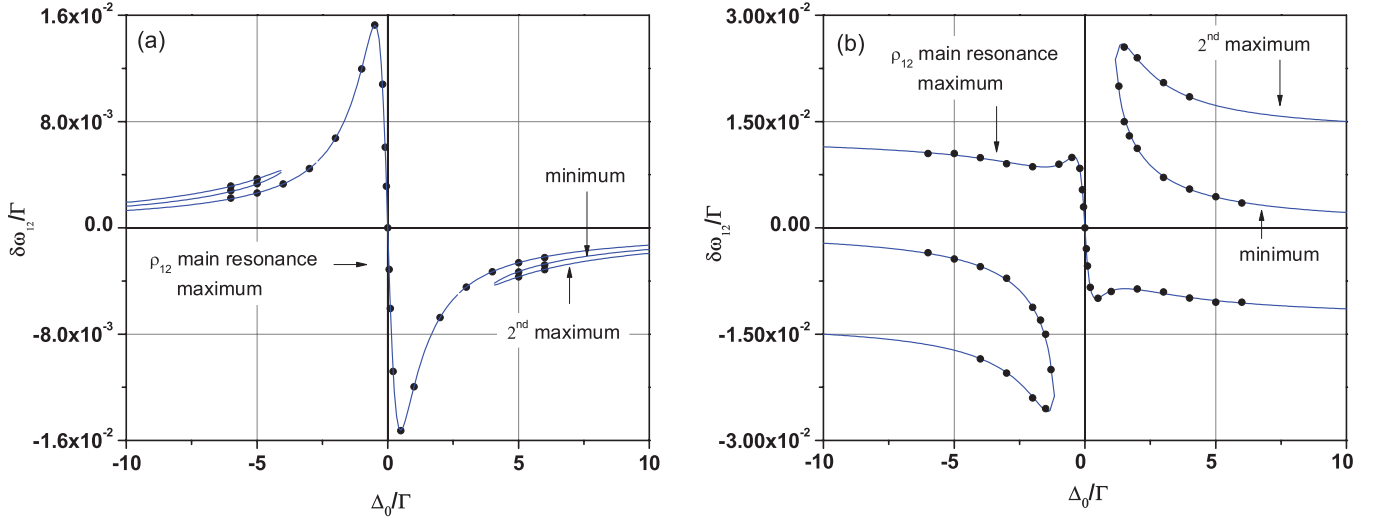 (a)
1.6x10⁻²
8.0x10⁻³
0.0
-8.0x10⁻³
-1.6x10⁻²
δω₁₂/Γ
minimum
ρ₁₂ main resonance
maximum
2ⁿᵈ maximum
-10
-5
0
5
10
Δ₀/Γ
(b)
3.00x10⁻²
1.50x10⁻²
0.00
-1.50x10⁻²
-3.00x10⁻²
δω₁₂/Γ
ρ₁₂ main resonance
maximum
2ⁿᵈ maximum
minimum
-10
-5
0
5
10
Δ₀/Γ